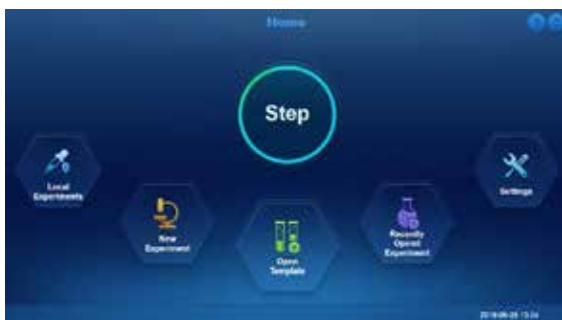 Home
Step
Local
Experiments
Settings
New
Experiment
Recently
Opened
Experiment
Open
Template